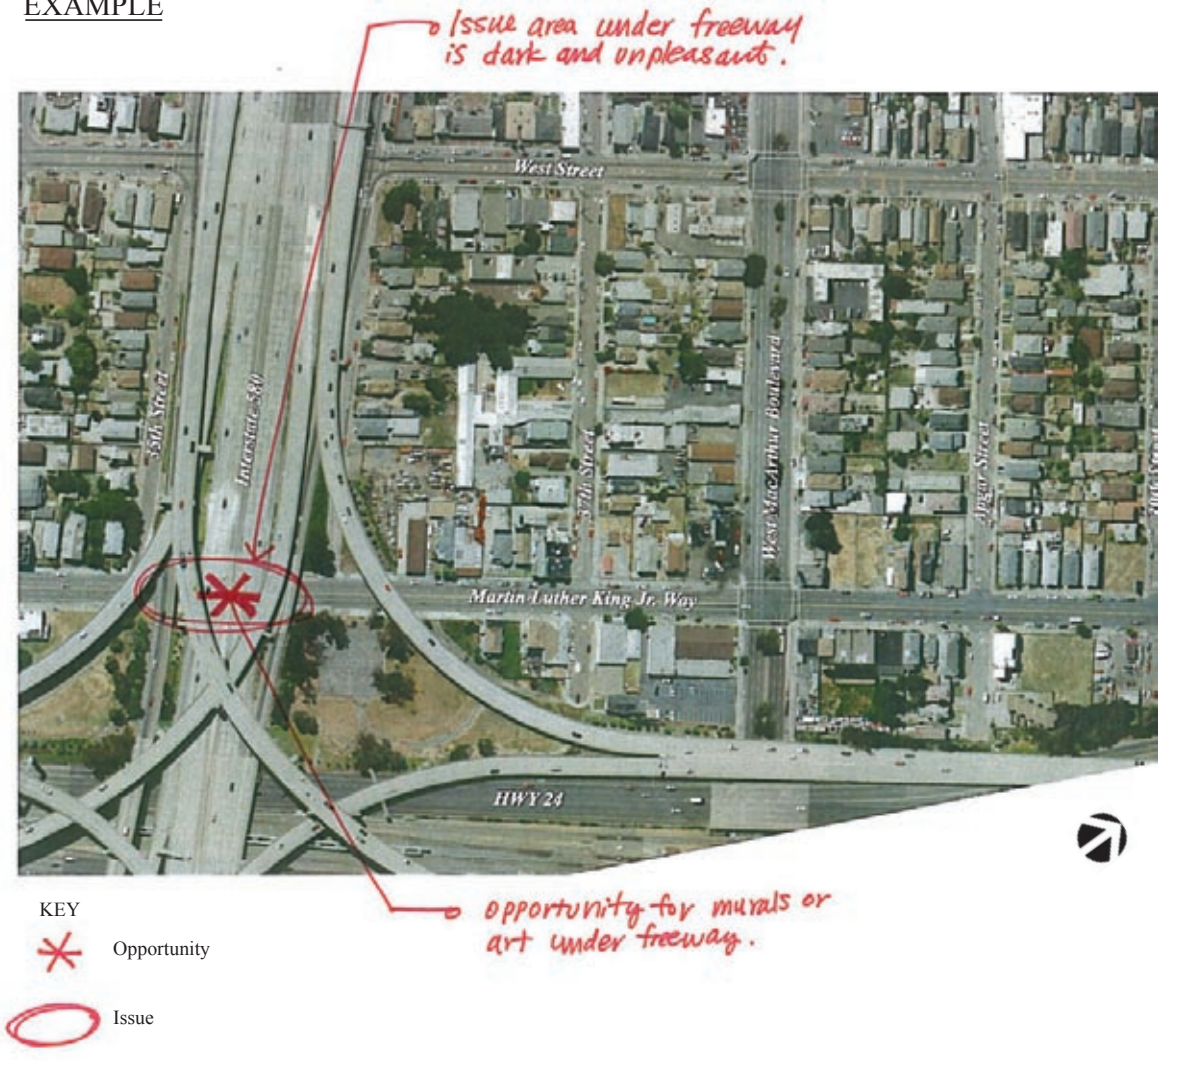 EXAMPLE
Issue area under freeway
is dark and unpleasant.
West Street
35th Street
Interstate 580
37th Street
West MacArthur Boulevard
Apgar Street
Street
Martin Luther King Jr. Way
HWY 24
opportunity for murals or
art under freeway.
KEY
Opportunity
Issue